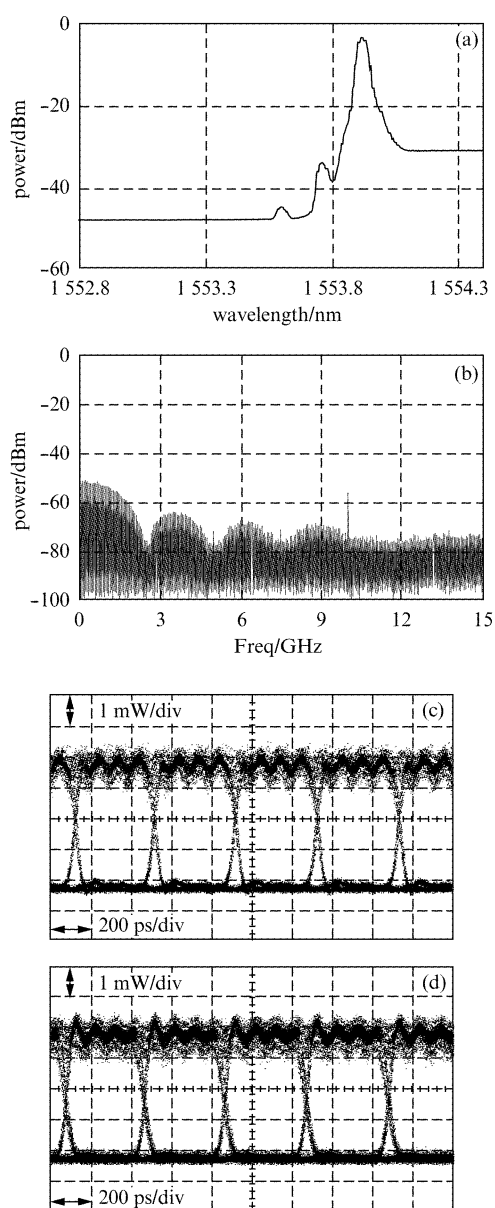 (a)
power/dBm
0
−20
−40
−60
1 552.8 1 553.3 1 553.8 1 554.3
wavelength/nm
(b)
power/dBm
0
−20
−40
−60
−80
−100
0 3 6 9 12 15
Freq/GHz
(c)
1 mW/div
200 ps/div
(d)
1 mW/div
200 ps/div